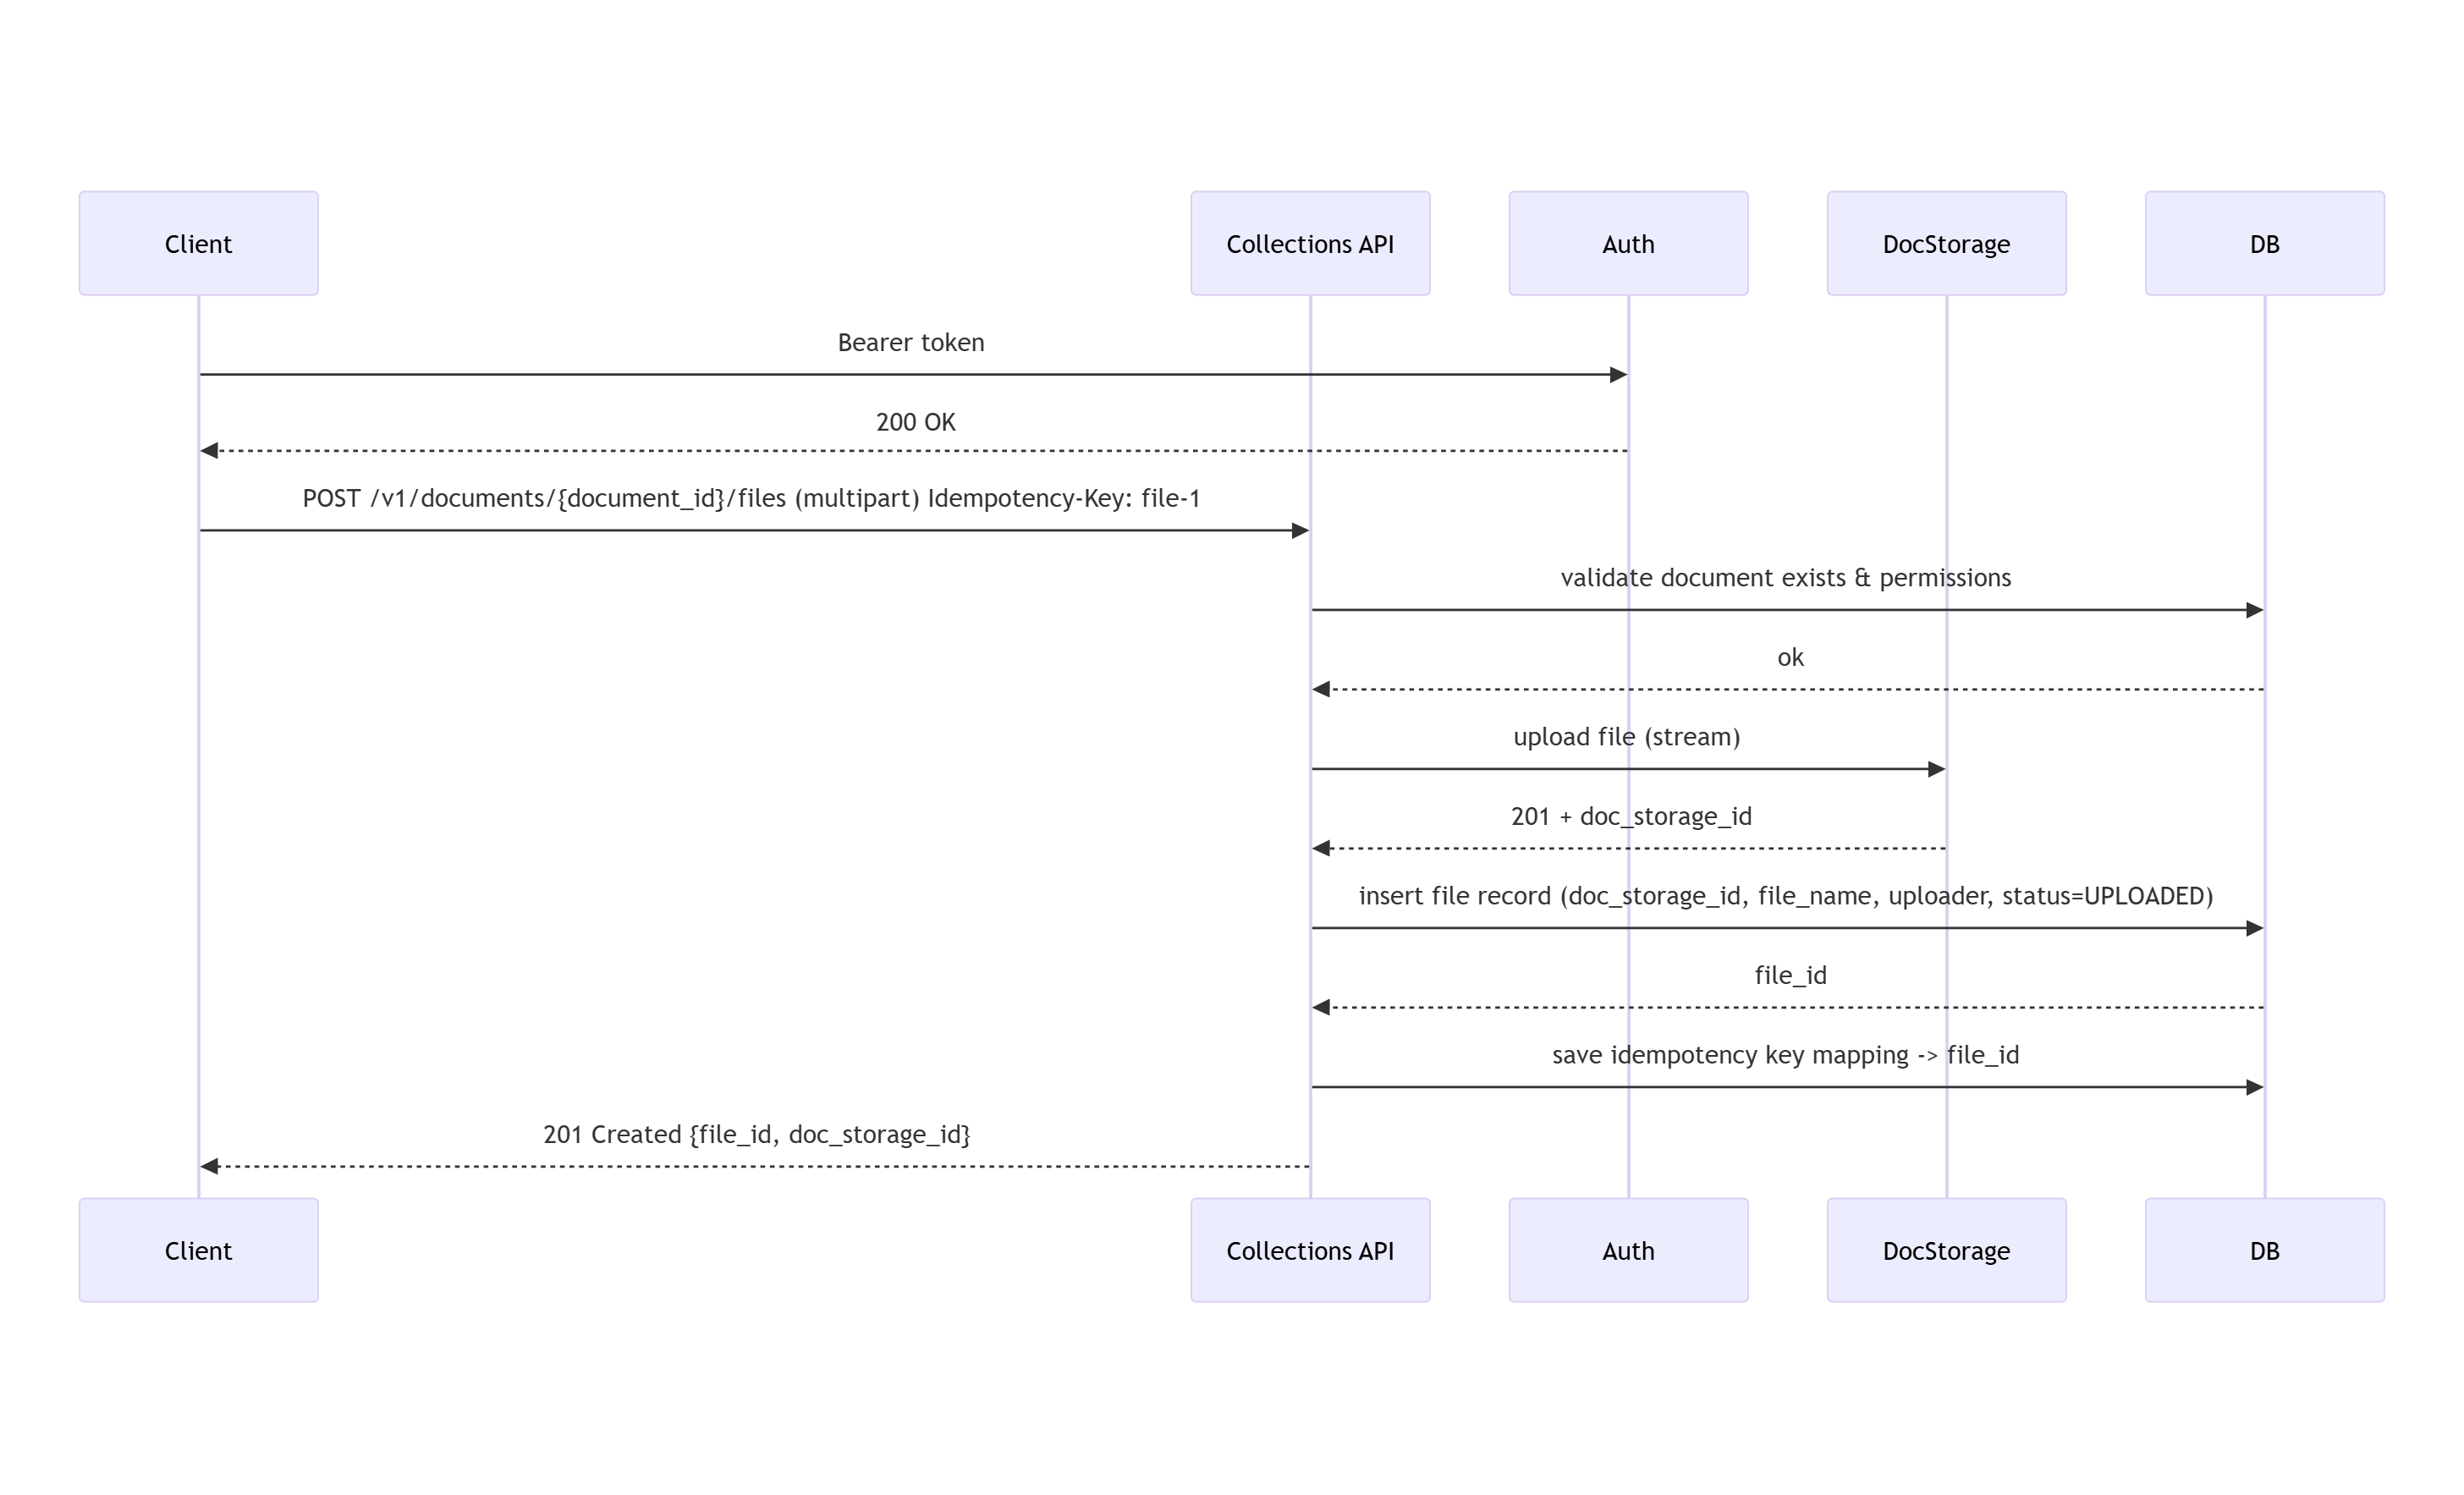 Client
Collections API
Auth
DocStorage
DB
Bearer token
200 OK
POST /v1/documents/{document_id}/files (multipart) Idempotency-Key: file-1
validate document exists & permissions
ok
upload file (stream)
201 + doc_storage_id
insert file record (doc_storage_id, file_name, uploader, status=UPLOADED)
file_id
save idempotency key mapping -> file_id
201 Created {file_id, doc_storage_id}
Client
Collections API
Auth
DocStorage
DB